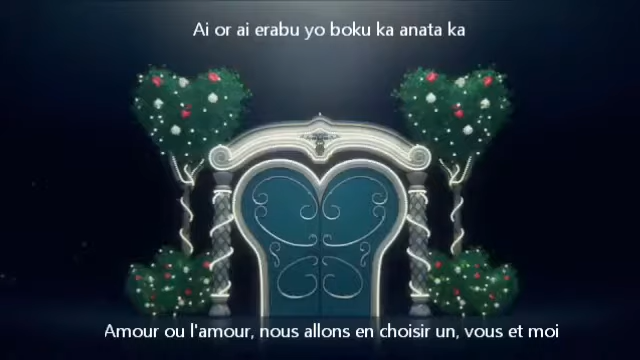 Ai or ai erabu yo boku ka anata ka
Amour ou l'amour, nous allons en choisir un, vous et moi